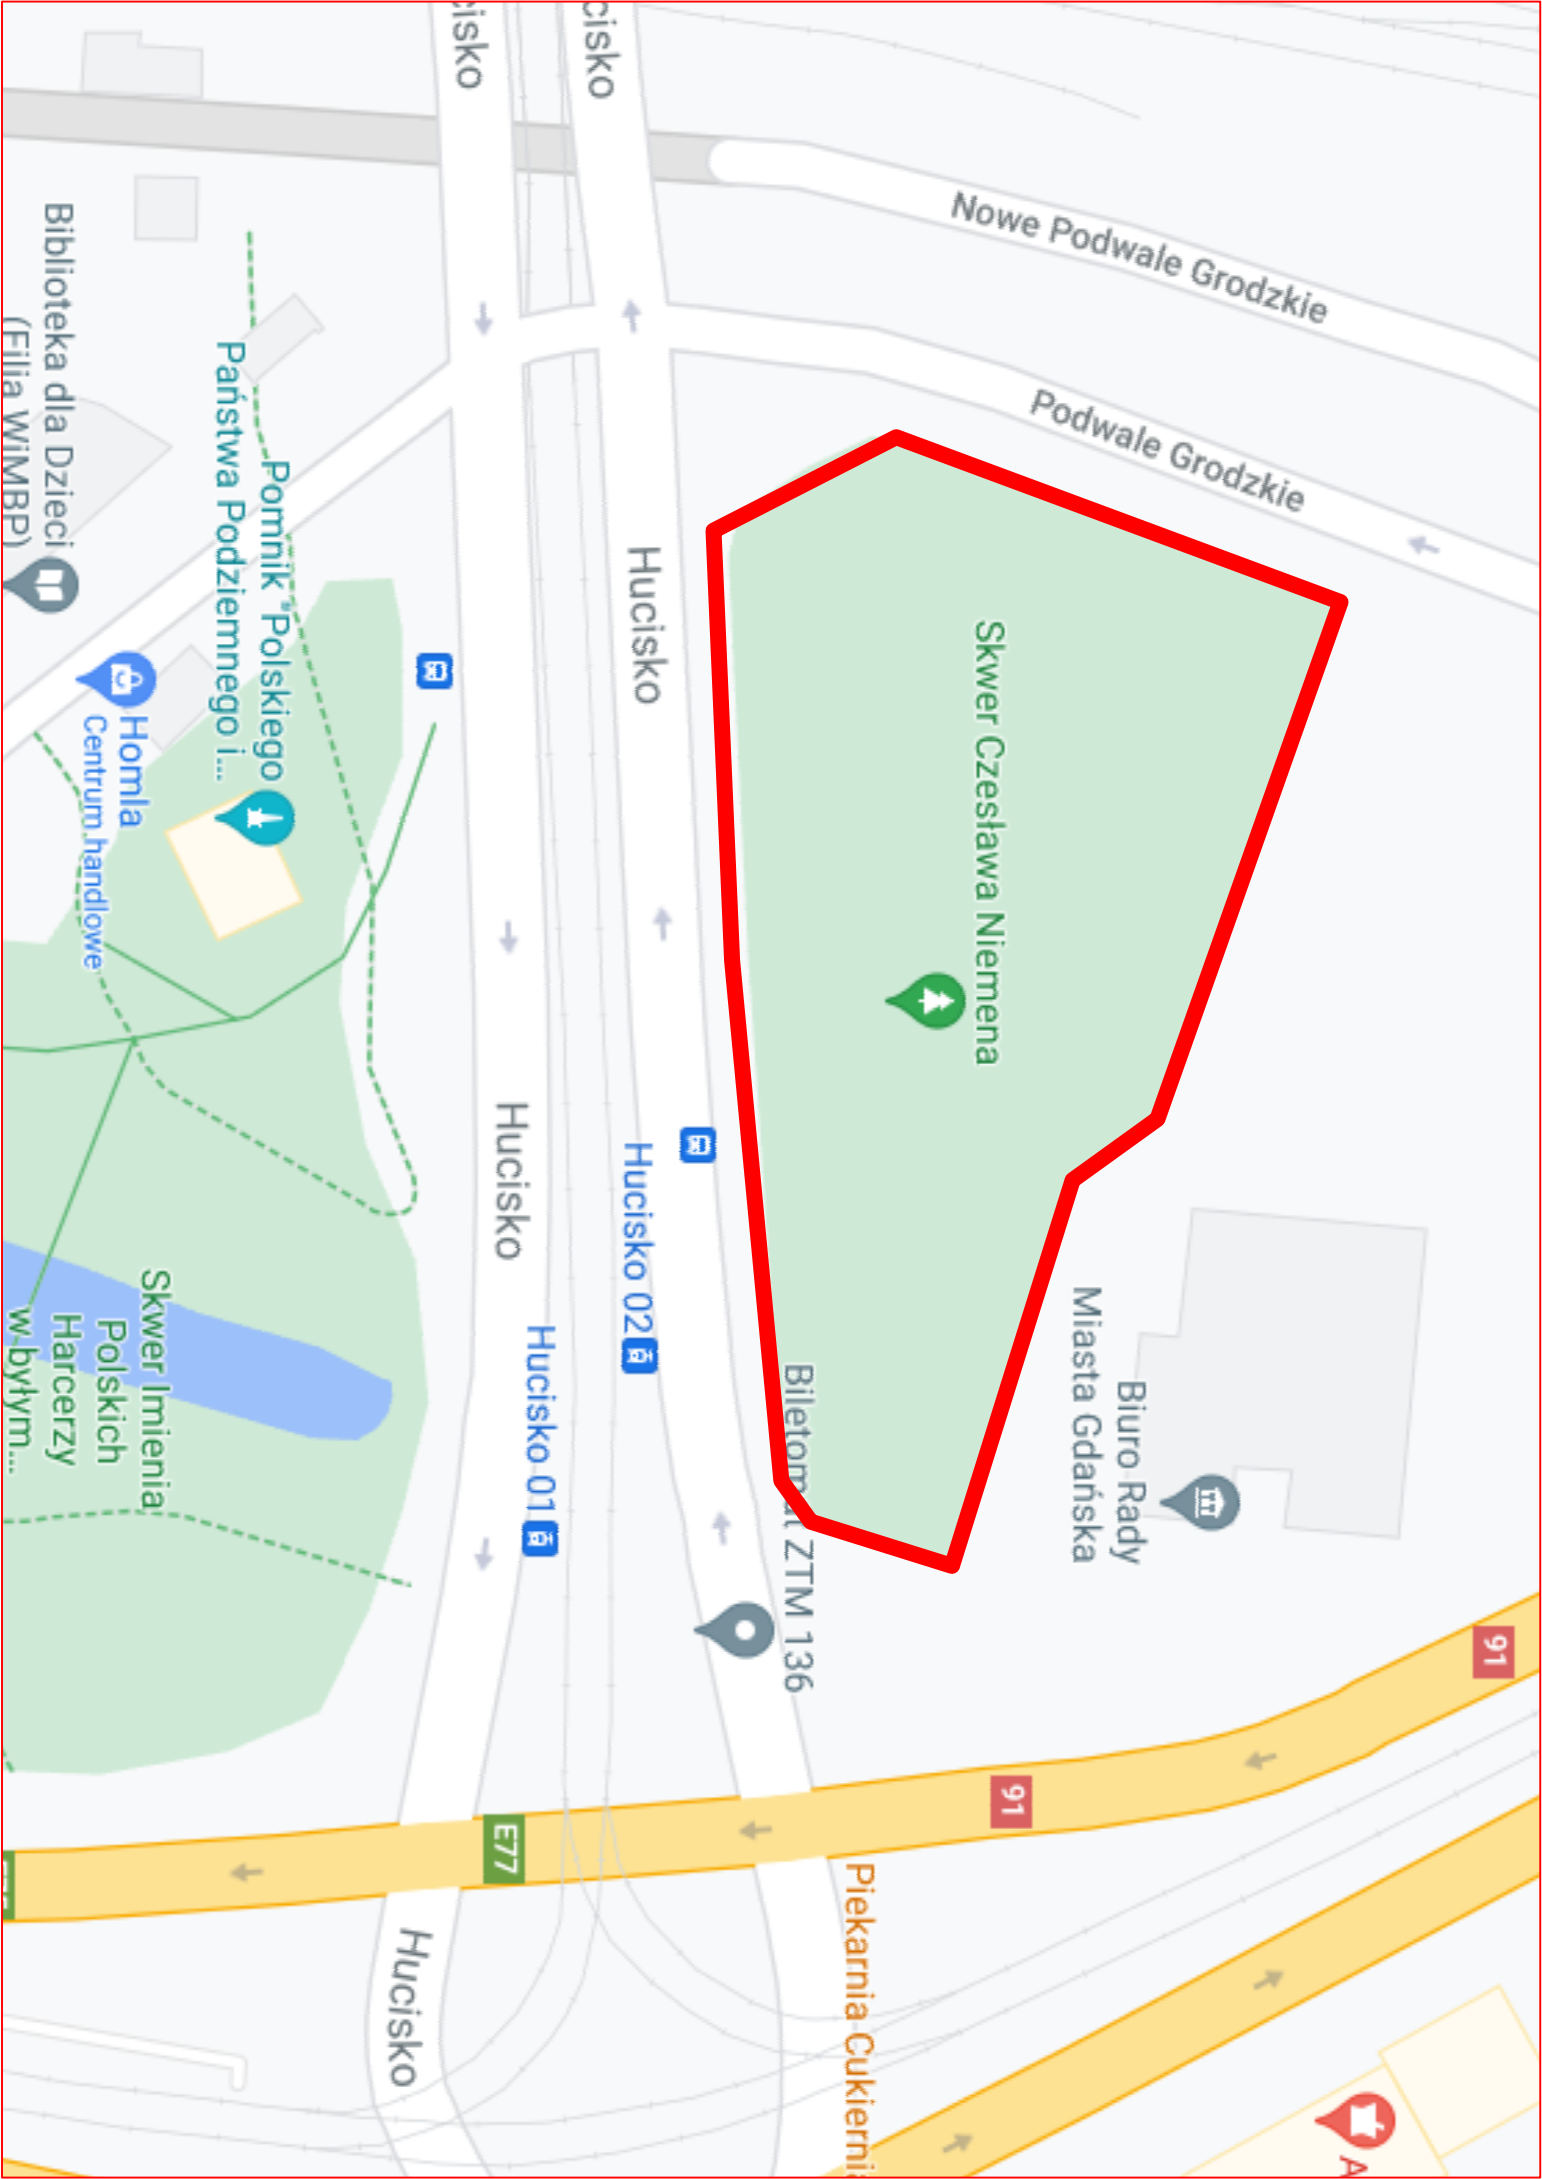 91
Nowe Podwale Grodzkie
Podwale Grodzkie
A
Biuro Rady
Miasta Gdańska
91
Skwer Czesława Niemena
Piekarnia Cukierni
Biletomat ZTM 136
cisko
Hucisko
Hucisko 02
Hucisko 01
cisko
Hucisko
E77
Hucisko
Pomnik "Polskiego
Państwa Podziemnego i...
Skwer Imienia
Polskich
Harcerzy
w byłym...
Homla
Centrum handlowe
Biblioteka dla Dzieci
(Filia WiMBP)